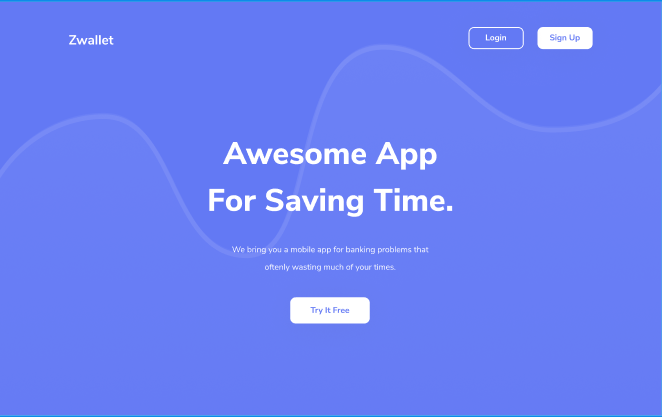 Zwallet
Login
Sign Up
Awesome App
For Saving Time.
We bring you a mobile app for banking problems that
oftenly wasting much of your times.
Try It Free